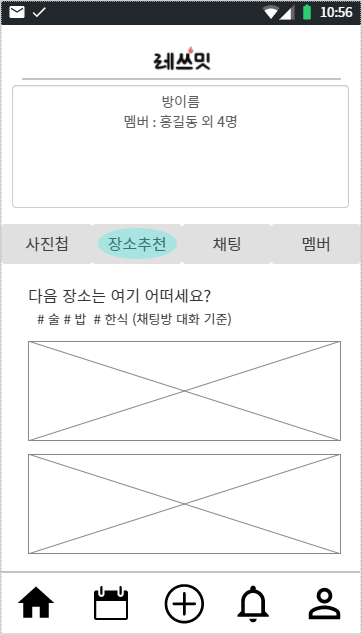 10:56
레쓰밋
방이름
멤버 : 홍길동 외 4명
사진첩 장소추천 채팅 멤버
다음 장소는 여기 어떠세요?
# 술 # 밥 # 한식 (채팅방 대화 기준)